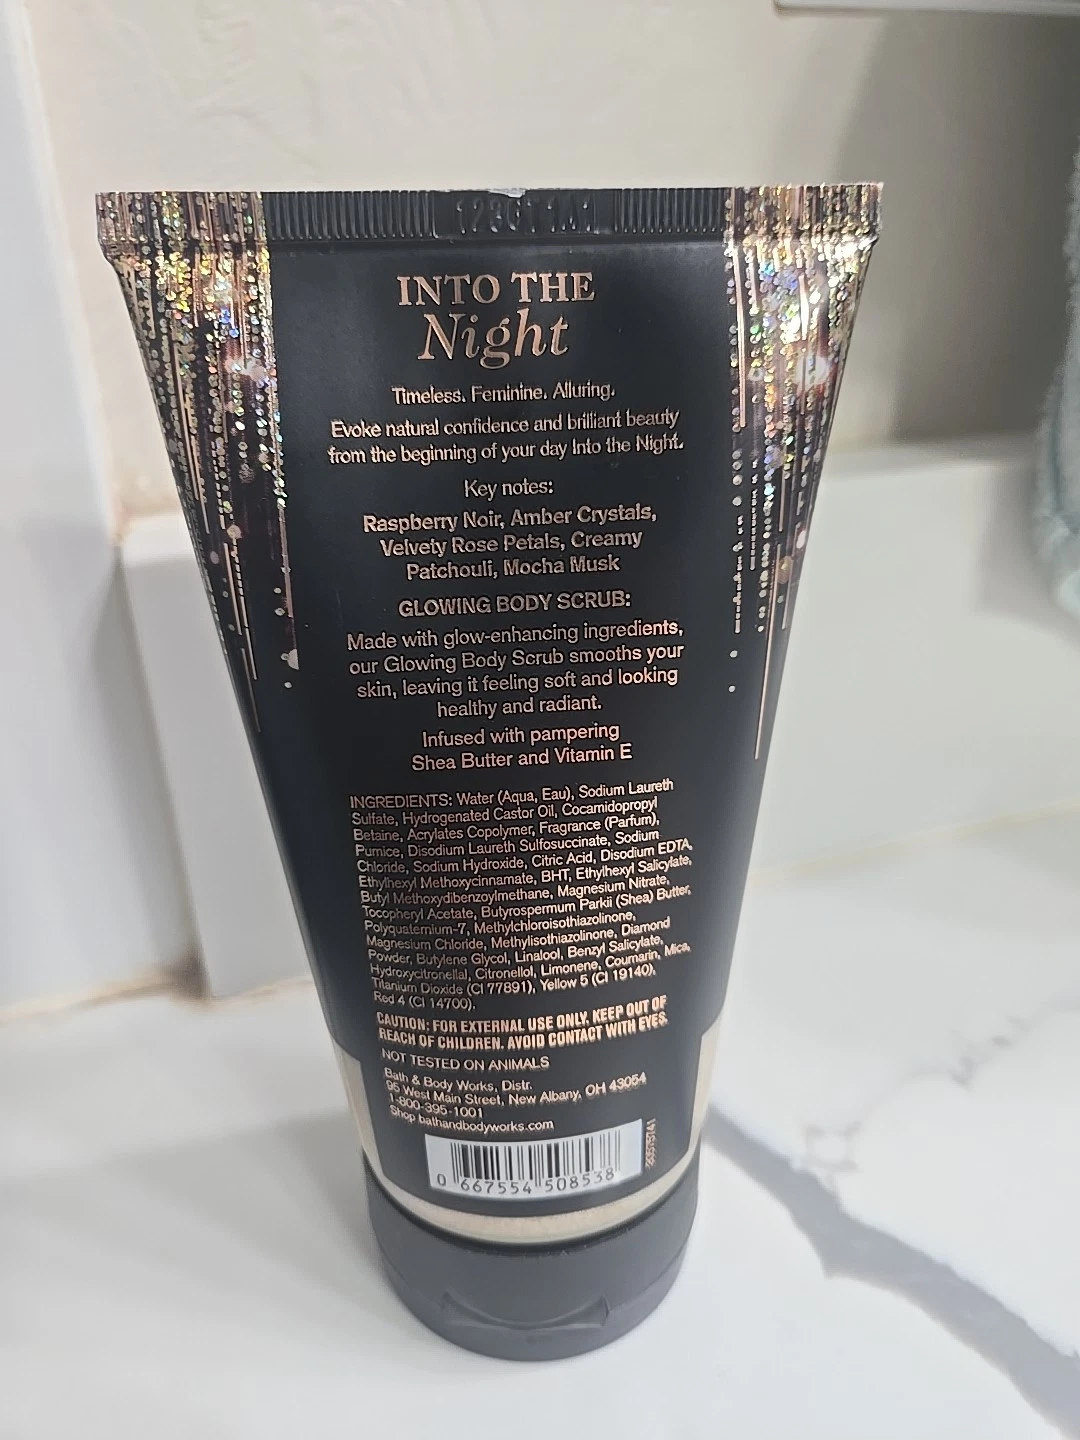 INTO THE
Night
Timeless. Feminine. Alluring.
Evoke natural confidence and brilliant beauty
from the beginning of your day Into the Night.
Key notes:
Raspberry Noir, Amber Crystals,
Velvety Rose Petals, Creamy
Patchouli, Mocha Musk
GLOWING BODY SCRUB:
Made with glow-enhancing ingredients,
our Glowing Body Scrub smooths your
skin, leaving it feeling soft and looking
healthy and radiant.
Infused with pampering
Shea Butter and Vitamin E
INGREDIENTS: Water (Aqua, Eau), Sodium Laureth
Sulfate, Hydrogenated Castor Oil, Cocamidopropyl
Betaine, Acrylates Copolymer, Fragrance (Parfum),
Pumice, Disodium Laureth Sulfosuccinate, Sodium
Chloride, Sodium Hydroxide, Citric Acid, Disodium EDTA,
Ethylhexyl Methoxycinnamate, BHT, Ethylhexyl Salicylate,
Butyl Methoxydibenzoylmethane, Magnesium Nitrate,
Tocopheryl Acetate, Butyrospermum Parkii (Shea) Butter,
Polyquaternium-7, Methylchloroisothiazolinone,
Magnesium Chloride, Methylisothiazolinone, Diamond
Powder, Butylene Glycol, Linalool, Benzyl Salicylate,
Hydroxycitronellal, Citronellol, Limonene, Coumarin, Mica,
Titanium Dioxide (CI 77891), Yellow 5 (CI 19140),
Red 4 (CI 14700).
CAUTION: FOR EXTERNAL USE ONLY. KEEP OUT OF
REACH OF CHILDREN. AVOID CONTACT WITH EYES.
NOT TESTED ON ANIMALS
Bath & Body Works, Distr.
95 West Main Street, New Albany, OH 43054
1-800-395-1001
Shop bathandbodyworks.com
0 667554 508538